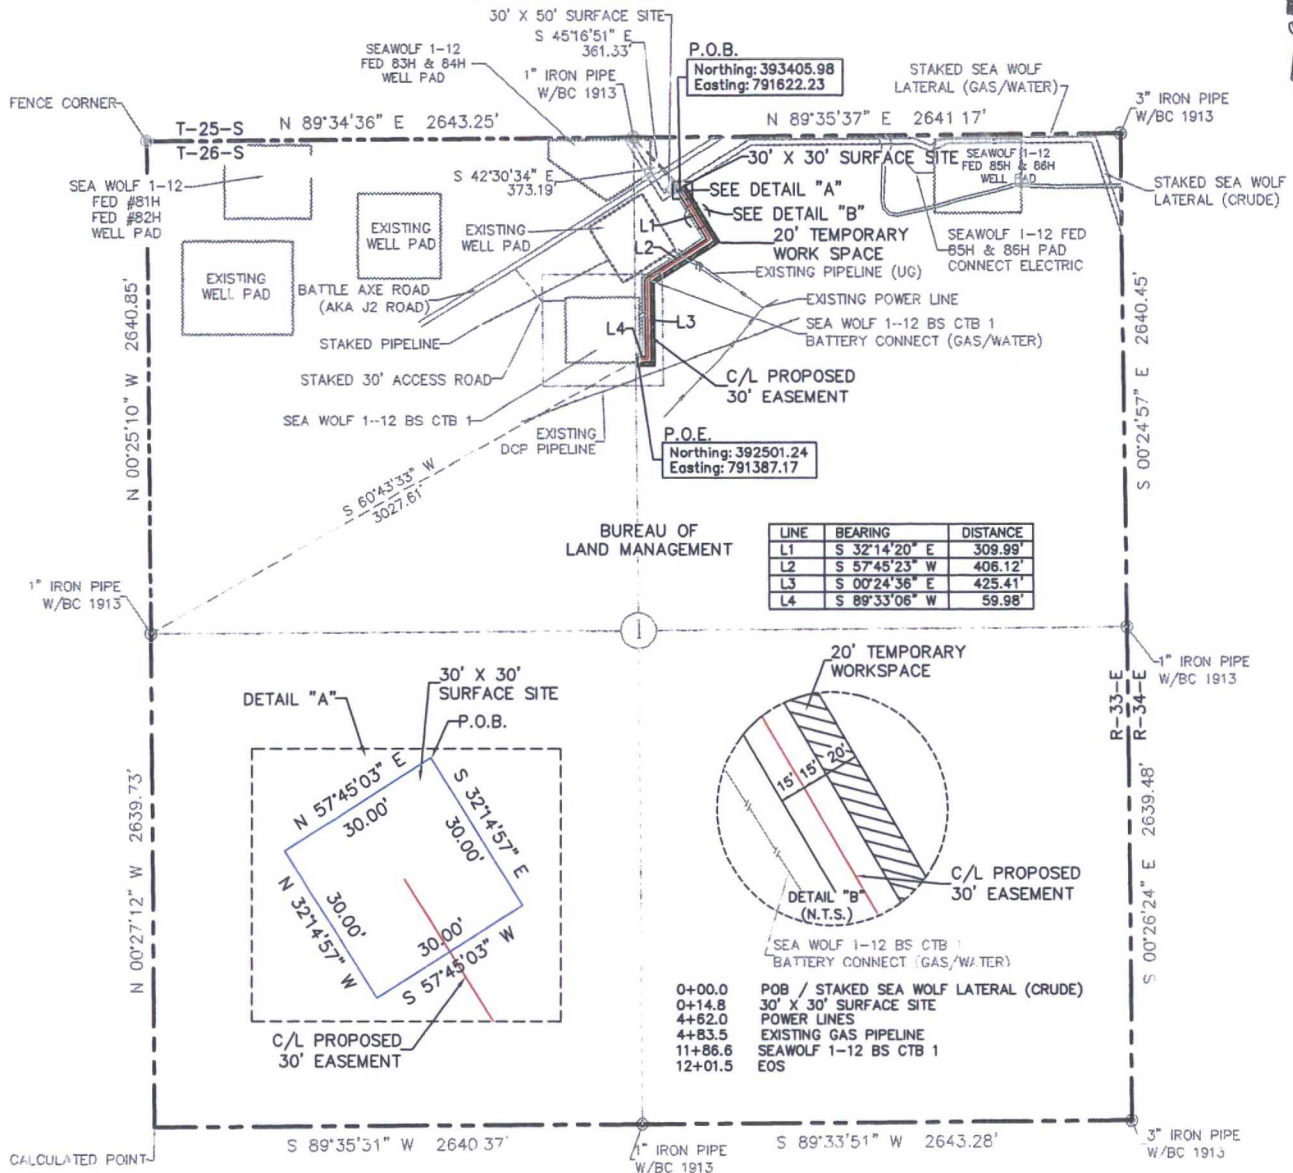 30' X 50' SURFACE SITE
S 45°16'51" E
361.33'
SEAWOLF 1-12
FED 83H & 84H
WELL PAD
1" IRON PIPE
W/BC 1913
P.O.B.
Northing: 393405.98
Easting: 791622.23
STAKED SEA WOLF
LATERAL (GAS/WATER)
3" IRON PIPE
W/BC 1913
FENCE CORNER
T-25-S
T-26-S
N 89°34'36" E 2643.25'
N 89°35'37" E 2641.17'
30' X 30' SURFACE SITE
SEAWOLF 1-12
FED 85H & 86H
WELL PAD
SEA WOLF 1-12
FED #81H
FED #82H
WELL PAD
S 42°30'34" E
373.19'
SEE DETAIL "A"
SEE DETAIL "B"
STAKED SEA WOLF
LATERAL (CRUDE)
EXISTING
WELL PAD
EXISTING
WELL PAD
EXISTING
WELL PAD
L1
L2
20' TEMPORARY
WORK SPACE
SEAWOLF 1-12 FED
85H & 86H PAD
CONNECT ELECTRIC
EXISTING PIPELINE (UG)
BATTLE AXE ROAD
(AKA J2 ROAD)
EXISTING POWER LINE
SEA WOLF 1--12 BS CTB 1
BATTERY CONNECT (GAS/WATER)
STAKED PIPELINE
L4
L3
STAKED 30' ACCESS ROAD
C/L PROPOSED
30' EASEMENT
SEA WOLF 1--12 BS CTB 1
EXISTING
DCP PIPELINE
P.O.E.
Northing: 392501.24
Easting: 791387.17
N 00°25'10" W 2640.85'
S 00°24'57" E 2640.45'
S 60°43'33" W
3027.61'
BUREAU OF
LAND MANAGEMENT
LINE BEARING DISTANCE
L1 S 32°14'20" E 309.99'
L2 S 57°45'23" W 406.12'
L3 S 00°24'36" E 425.41'
L4 S 89°33'06" W 59.98'
1" IRON PIPE
W/BC 1913
1
1" IRON PIPE
W/BC 1913
R-33-E
R-34-E
DETAIL "A"
30' X 30'
SURFACE SITE
P.O.B.
N 57°45'03" E
30.00'
S 32°14'57" E
30.00'
N 32°14'57" W
30.00'
30.00'
S 57°45'03" W
C/L PROPOSED
30' EASEMENT
20' TEMPORARY
WORKSPACE
15' 15' 20'
C/L PROPOSED
30' EASEMENT
DETAIL "B"
(N.T.S.)
SEA WOLF 1-12 BS CTB 1
BATTERY CONNECT (GAS/WATER)
N 00°27'12" W 2639.73'
S 00°26'24" E 2639.48'
0+00.0 POB / STAKED SEA WOLF LATERAL (CRUDE)
0+14.8 30' X 30' SURFACE SITE
4+62.0 POWER LINES
4+83.5 EXISTING GAS PIPELINE
11+86.6 SEAWOLF 1-12 BS CTB 1
12+01.5 EOS
CALCULATED POINT
S 89°35'31" W 2640.37'
1" IRON PIPE
W/BC 1913
S 89°33'51" W 2643.28'
3" IRON PIPE
W/BC 1913